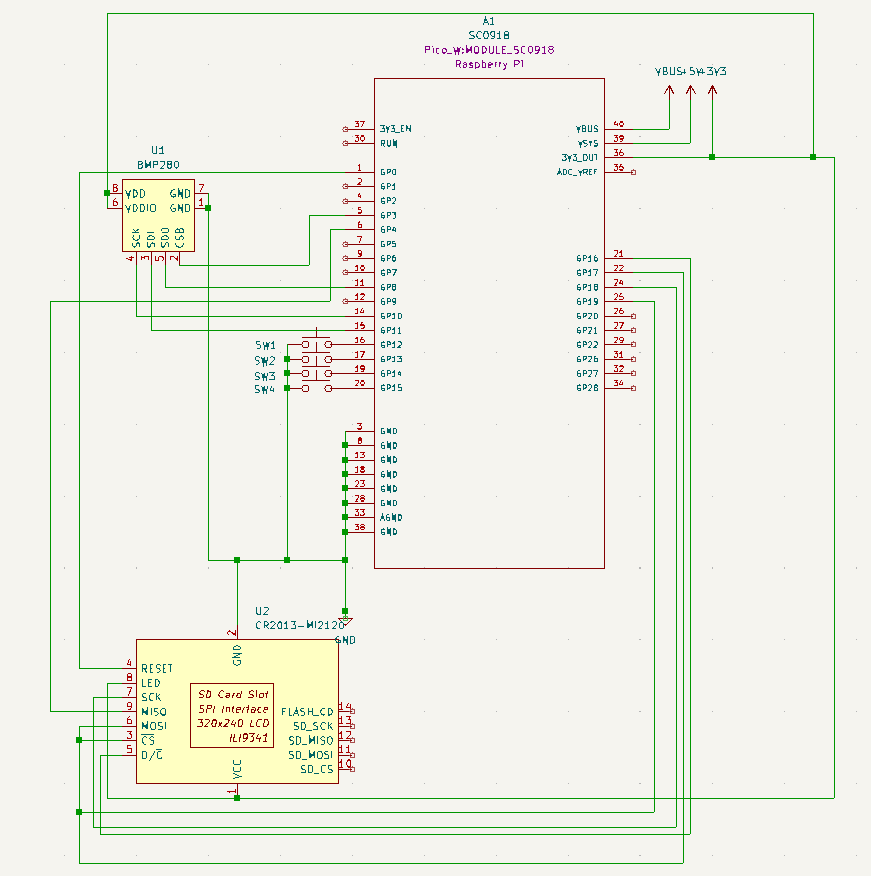 A1
SC0918
Pico_W:MODULE_SC0918
Raspberry Pi
VBUS+5V+3V3
37 3V3_EN
30 RUN
1 GP0
2 GP1
4 GP2
5 GP3
6 GP4
7 GP5
9 GP6
10 GP7
11 GP8
12 GP9
14 GP10
15 GP11
16 GP12
17 GP13
19 GP14
20 GP15
3 GND
8 GND
13 GND
18 GND
23 GND
28 GND
33 AGND
38 GND
VBUS 40
VSYS 39
3V3_OUT 36
ADC_VREF 35
GP16 21
GP17 22
GP18 24
GP19 25
GP20 26
GP21 27
GP22 29
GP26 31
GP27 32
GP28 34
U1
BMP280
8 VDD GND 7
6 VDDIO GND 1
SCK SDI SDO CSB
4 3 5 2
SW1
SW2
SW3
SW4
U2
CR2013-MI2120
GND
2
GND
4 RESET
8 LED
7 SCK
9 MISO
6 MOSI
3 CS
5 D/C
SD Card Slot
SPI Interface
320x240 LCD
ILI9341
FLASH_CD 14
SD_SCK 13
SD_MISO 12
SD_MOSI 11
SD_CS 10
VCC
1